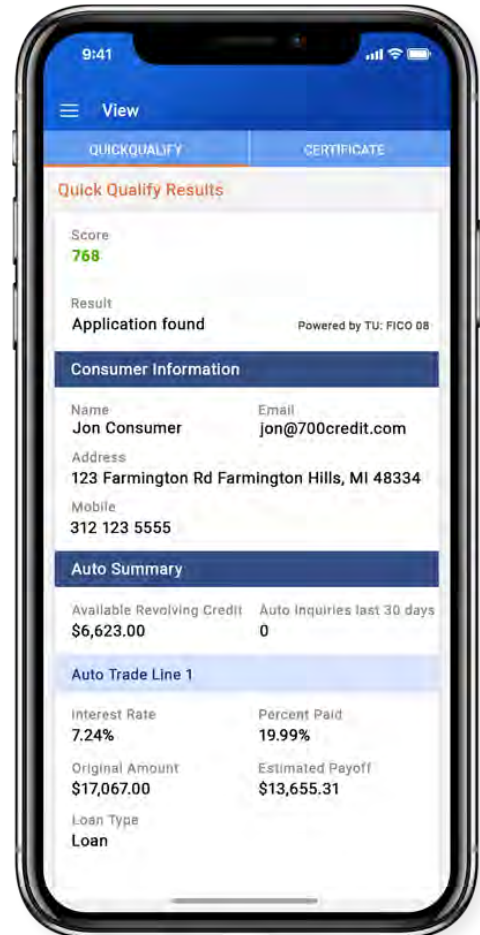 9:41
View
QUICKQUALIFY CERTIFICATE
Quick Qualify Results
Score
768
Result
Application found Powered by TU: FICO 08
Consumer Information
Name Email
Jon Consumer jon@700credit.com
Address
123 Farmington Rd Farmington Hills, MI 48334
Mobile
312 123 5555
Auto Summary
Available Revolving Credit Auto Inquiries last 30 days
$6,623.00 0
Auto Trade Line 1
Interest Rate Percent Paid
7.24% 19.99%
Original Amount Estimated Payoff
$17,067.00 $13,655.31
Loan Type
Loan